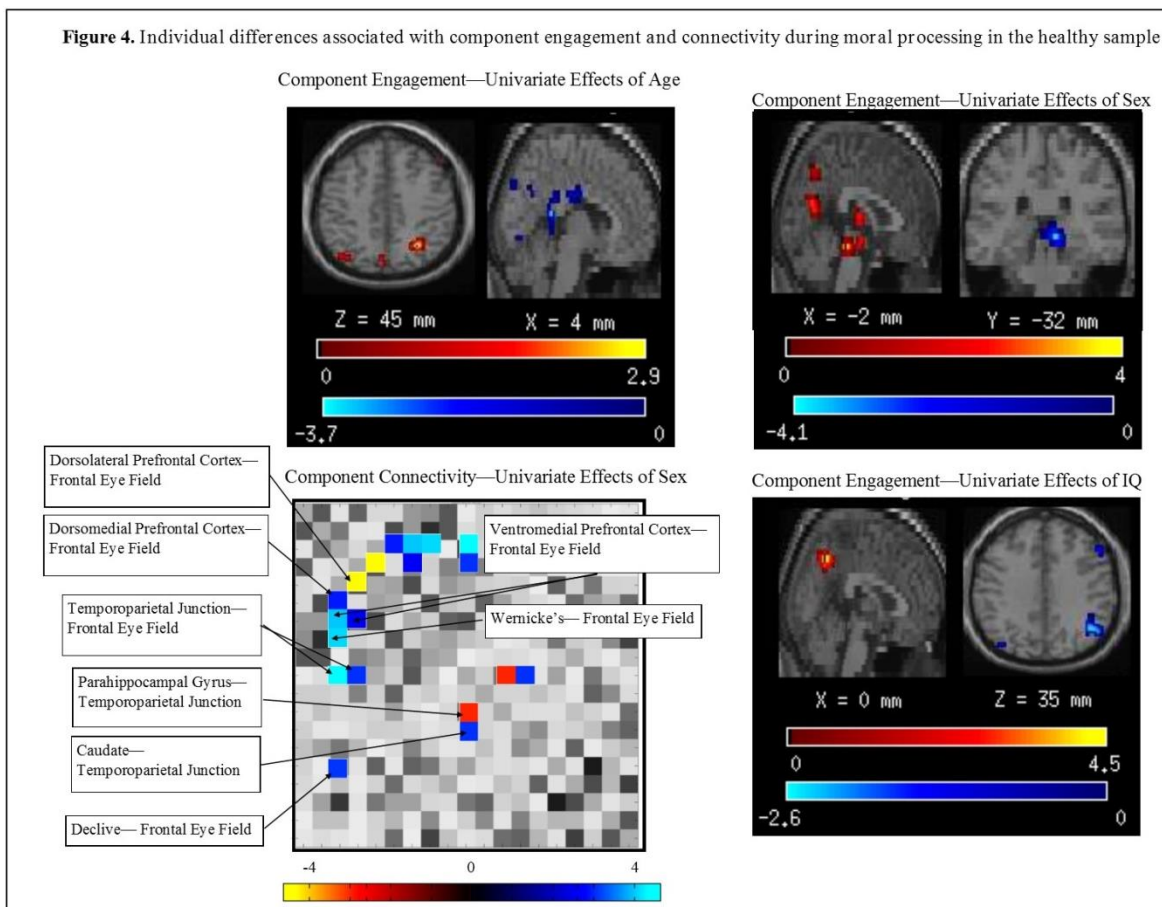 Figure 4. Individual differences associated with component engagement and connectivity during moral processing in the healthy sample
Component Engagement—Univariate Effects of Age
Z = 45 mm
X = 4 mm
0
2.9
-3.7
0
Component Engagement—Univariate Effects of Sex
X = -2 mm
Y = -32 mm
0
4
-4.1
0
Component Connectivity—Univariate Effects of Sex
Dorsolateral Prefrontal Cortex—
Frontal Eye Field
Dorsomedial Prefrontal Cortex—
Frontal Eye Field
Temporoparietal Junction—
Frontal Eye Field
Parahippocampal Gyrus—
Temporoparietal Junction
Caudate—
Temporoparietal Junction
Declive— Frontal Eye Field
Ventromedial Prefrontal Cortex—
Frontal Eye Field
Wernicke's— Frontal Eye Field
-4
0
4
Component Engagement—Univariate Effects of IQ
X = 0 mm
Z = 35 mm
0
4.5
-2.6
0